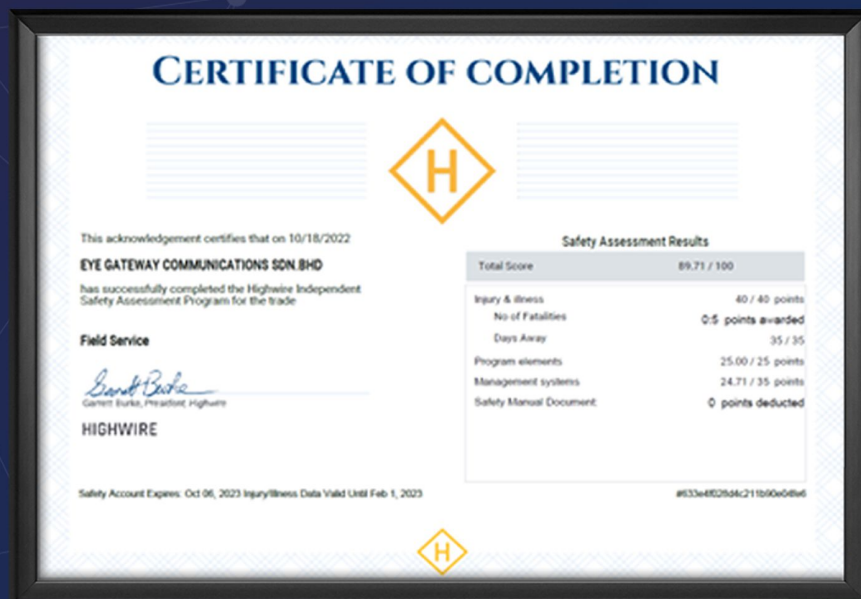 CERTIFICATE OF COMPLETION
H
This acknowledgement certifies that on 10/18/2022
EYE GATEWAY COMMUNICATIONS SDN.BHD
has successfully completed the Highwire Independent
Safety Assessment Program for the trade
Field Service
Garrett Burke
Garrett Burke, President, Highwire
HIGHWIRE
Safety Assessment Results
Total Score 89.71 / 100
Injury & illness 40 / 40 points
No of Fatalities 0:5 points awarded
Days Away 35 / 35
Program elements 25.00 / 25 points
Management systems 24.71 / 35 points
Safety Manual Document: 0 points deducted
Safety Account Expires: Oct 06, 2023 Injury/Illness Data Valid Until Feb 1, 2023
H